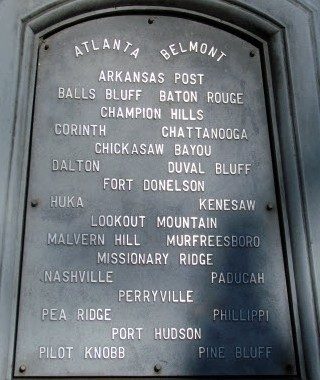 ATLANTA BELMONT
ARKANSAS POST
BALLS BLUFF BATON ROUGE
CHAMPION HILLS
CORINTH CHATTANOOGA
CHICKASAW BAYOU
DALTON DUVAL BLUFF
FORT DONELSON
HUKA KENESAW
LOOKOUT MOUNTAIN
MALVERN HILL MURFREESBORO
MISSIONARY RIDGE
NASHVILLE PADUCAH
PERRYVILLE
PEA RIDGE PHILLIPPI
PORT HUDSON
PILOT KNOBB PINE BLUFF